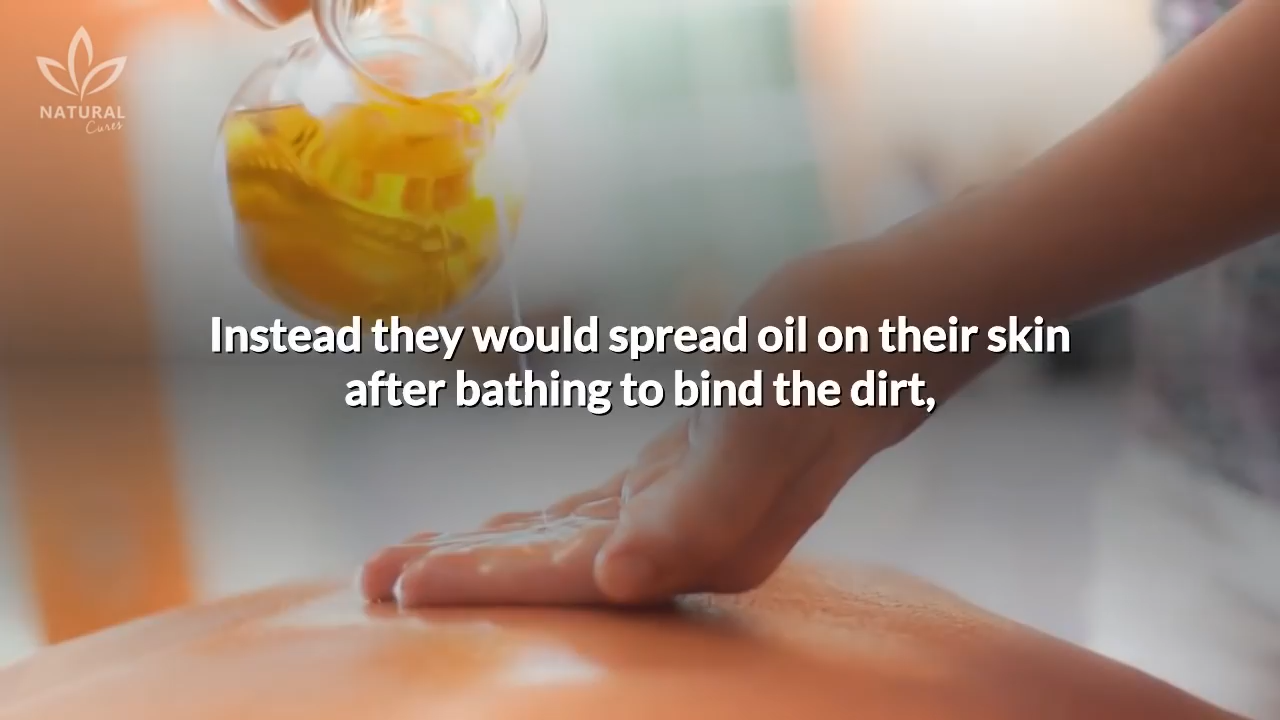 NATURAL
Cures
Instead they would spread oil on their skin
after bathing to bind the dirt,